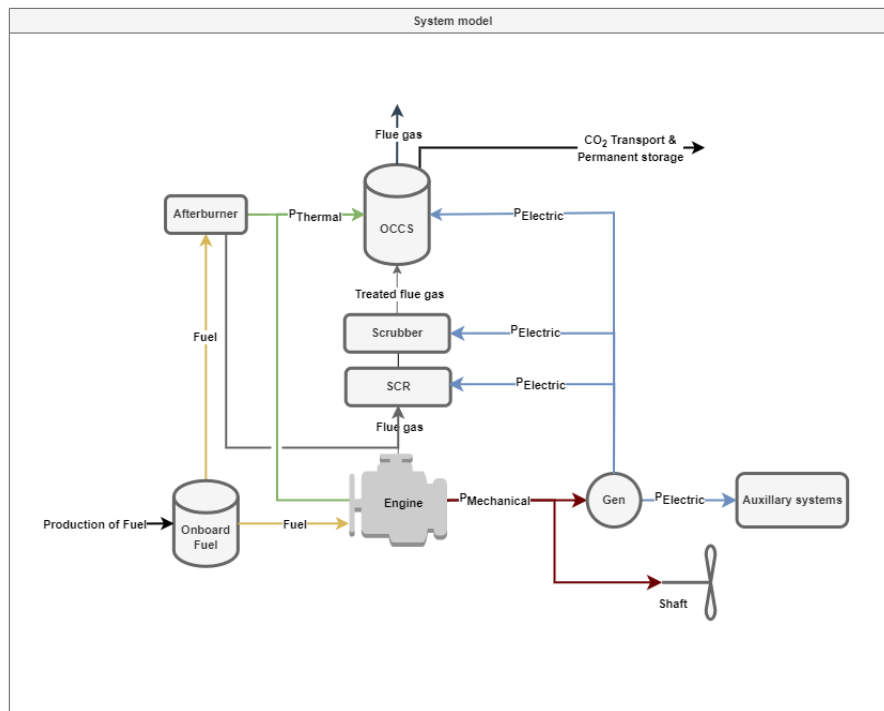 System model
Flue gas
CO2 Transport &
Permanent storage
Afterburner
PThermal
OCCS
PElectric
Treated flue gas
Fuel
Scrubber
PElectric
SCR
PElectric
Flue gas
Engine
PMechanical
Gen
PElectric
Auxillary systems
Production of Fuel
Onboard
Fuel
Fuel
Shaft